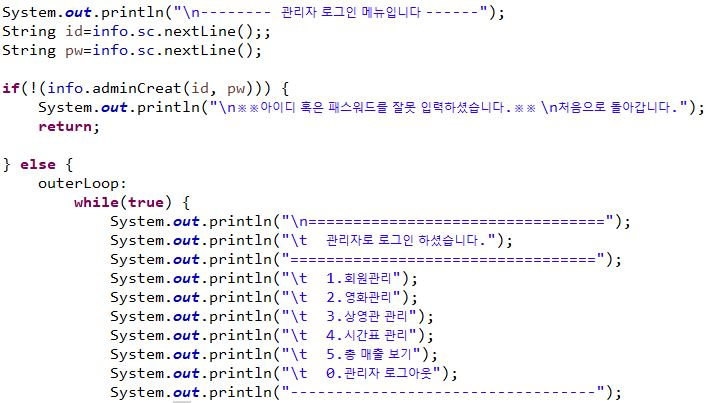 System.out.println("\n-------- 관리자 로그인 메뉴입니다 ------");
String id=info.sc.nextLine();;
String pw=info.sc.nextLine();
if(!(info.adminCreat(id, pw))) {
System.out.println("\n※※아이디 혹은 패스워드를 잘못 입력하셨습니다.※※ \n처음으로 돌아갑니다.");
return;
} else {
outerLoop:
while(true) {
System.out.println("\n=================================");
System.out.println("\t  관리자로 로그인 하셨습니다.");
System.out.println("==================================");
System.out.println("\t  1.회원관리");
System.out.println("\t  2.영화관리");
System.out.println("\t  3.상영관 관리");
System.out.println("\t  4.시간표 관리");
System.out.println("\t  5.총 매출 보기");
System.out.println("\t  0.관리자 로그아웃");
System.out.println("----------------------------------");